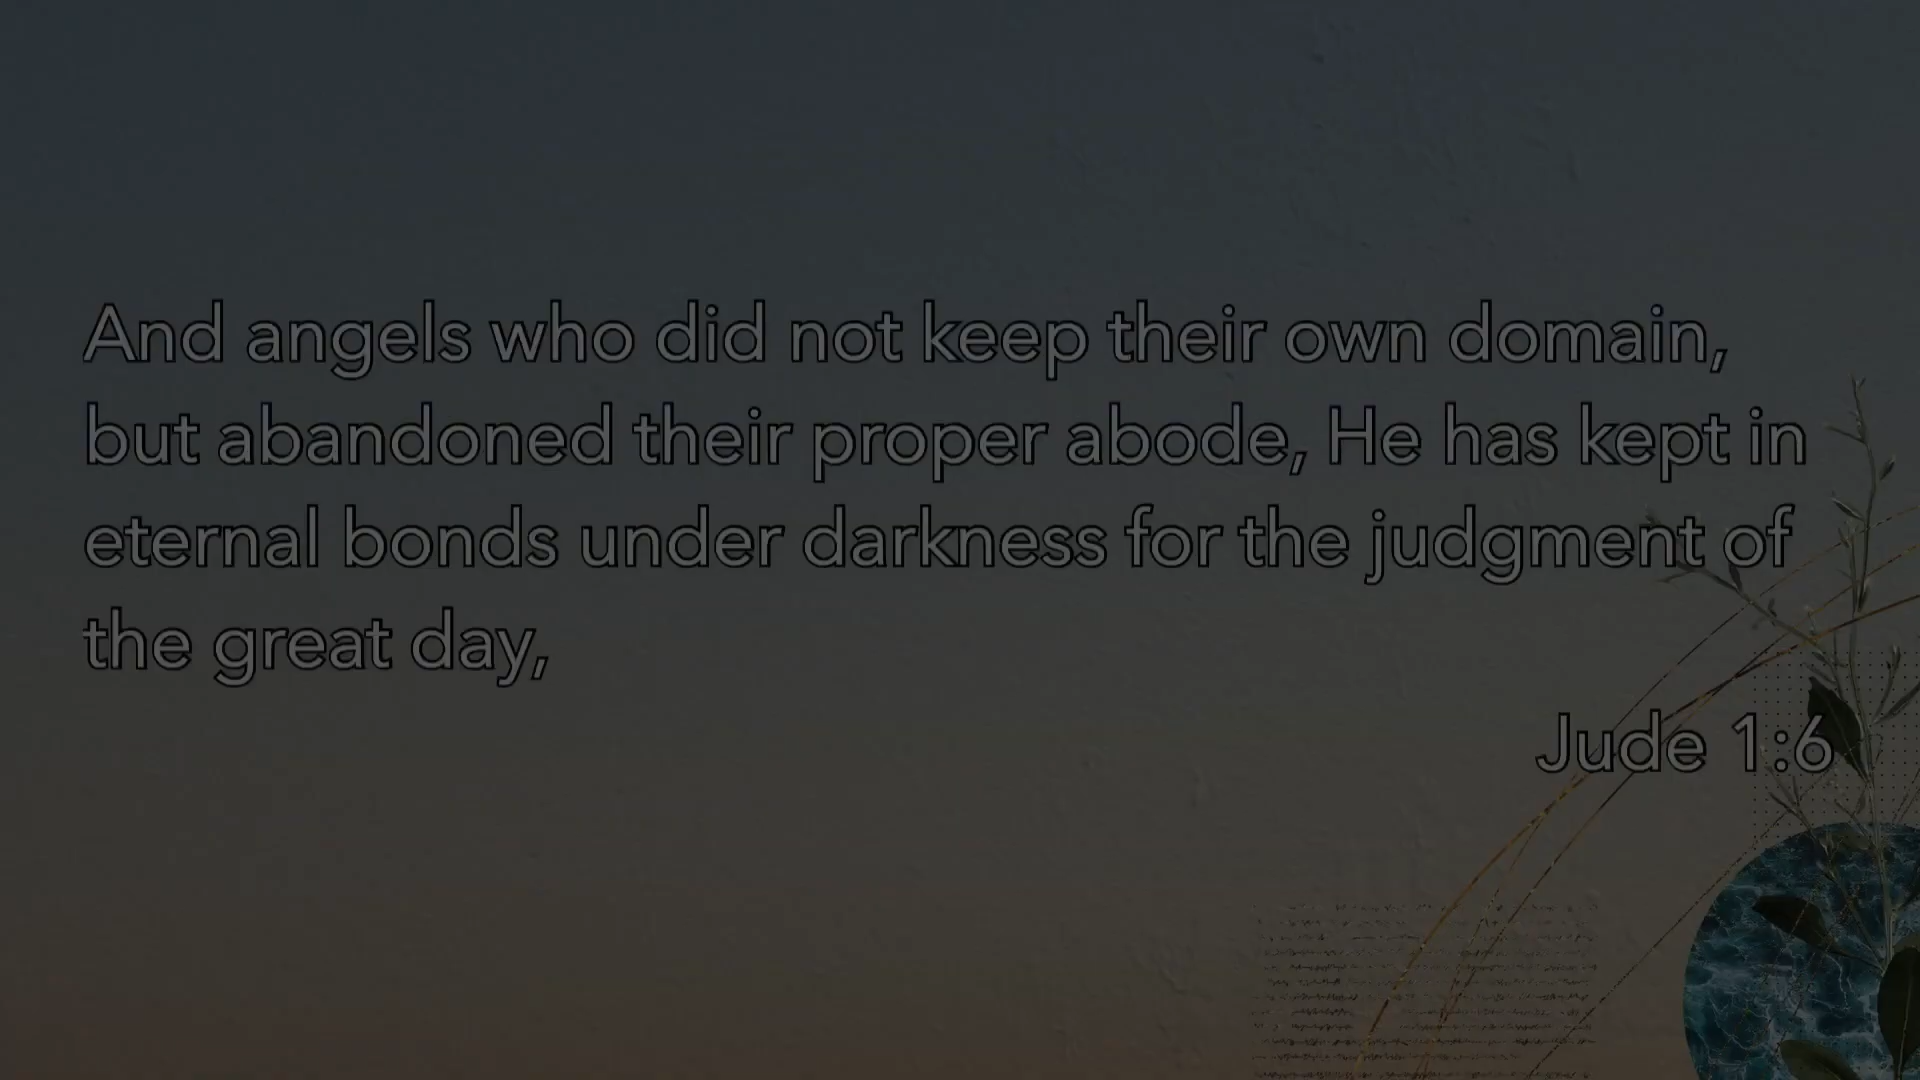 And angels who did not keep their own domain,
but abandoned their proper abode, He has kept in
eternal bonds under darkness for the judgment of
the great day,
Jude 1:6